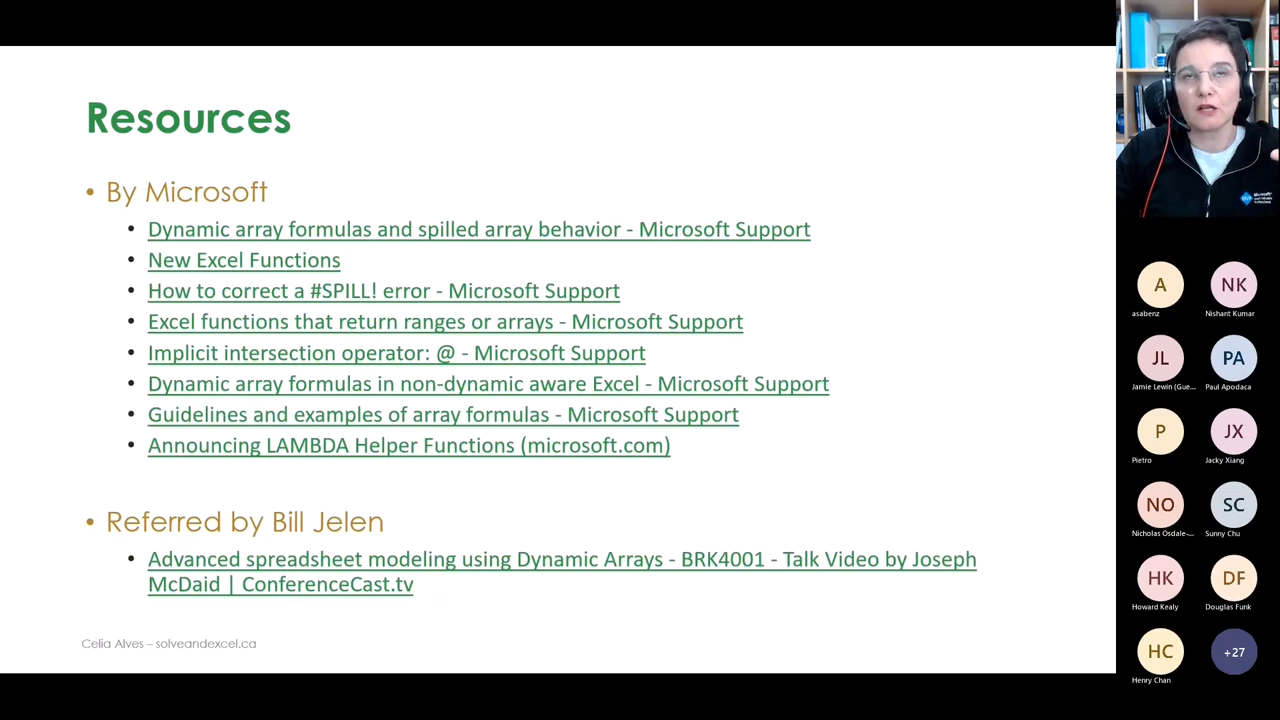 Resources
• By Microsoft
• Dynamic array formulas and spilled array behavior - Microsoft Support
• New Excel Functions
• How to correct a #SPILL! error - Microsoft Support
• Excel functions that return ranges or arrays - Microsoft Support
• Implicit intersection operator: @ - Microsoft Support
• Dynamic array formulas in non-dynamic aware Excel - Microsoft Support
• Guidelines and examples of array formulas - Microsoft Support
• Announcing LAMBDA Helper Functions (microsoft.com)
• Referred by Bill Jelen
• Advanced spreadsheet modeling using Dynamic Arrays - BRK4001 - Talk Video by Joseph
McDaid | ConferenceCast.tv
Celia Alves – solveandexcel.ca
A
asabenz
NK
Nishant Kumar
JL
Jamie Lewin (Gue...
PA
Paul Apodaca
P
Pietro
JX
Jacky Xiang
NO
Nicholas Osdale-...
SC
Sunny Chu
HK
Howard Kealy
DF
Douglas Funk
HC
Henry Chan
+27